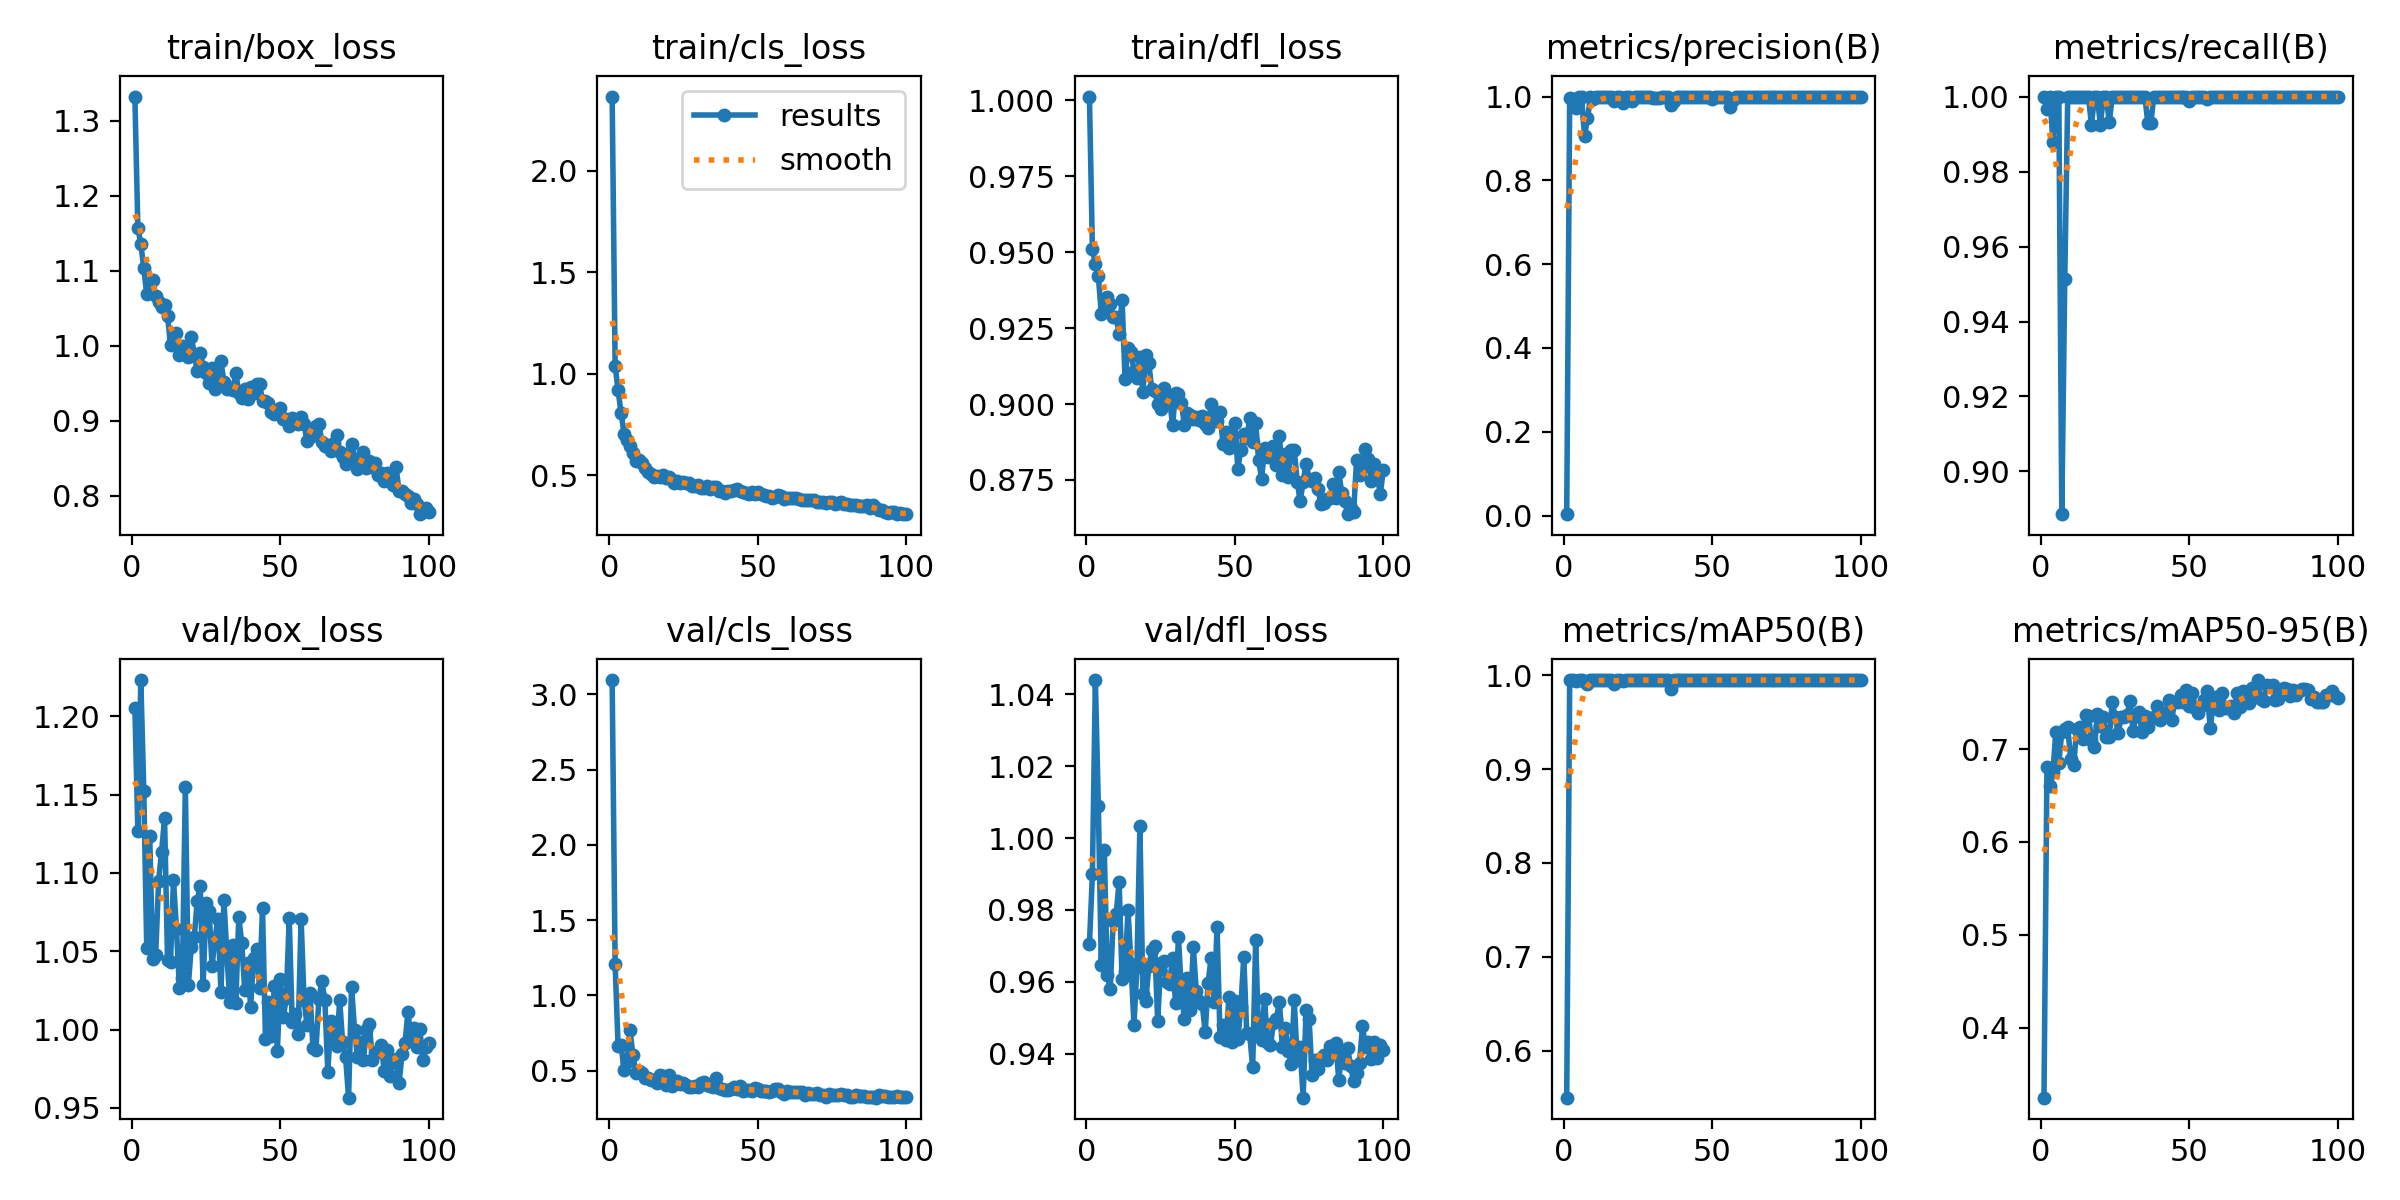 train/box_loss
1.3
1.2
1.1
1.0
0.9
0.8
0 50 100
train/cls_loss
results
smooth
2.0
1.5
1.0
0.5
0 50 100
train/dfl_loss
1.000
0.975
0.950
0.925
0.900
0.875
0 50 100
metrics/precision(B)
1.0
0.8
0.6
0.4
0.2
0.0
0 50 100
metrics/recall(B)
1.00
0.98
0.96
0.94
0.92
0.90
0 50 100
val/box_loss
1.20
1.15
1.10
1.05
1.00
0.95
0 50 100
val/cls_loss
3.0
2.5
2.0
1.5
1.0
0.5
0 50 100
val/dfl_loss
1.04
1.02
1.00
0.98
0.96
0.94
0 50 100
metrics/mAP50(B)
1.0
0.9
0.8
0.7
0.6
0 50 100
metrics/mAP50-95(B)
0.7
0.6
0.5
0.4
0 50 100